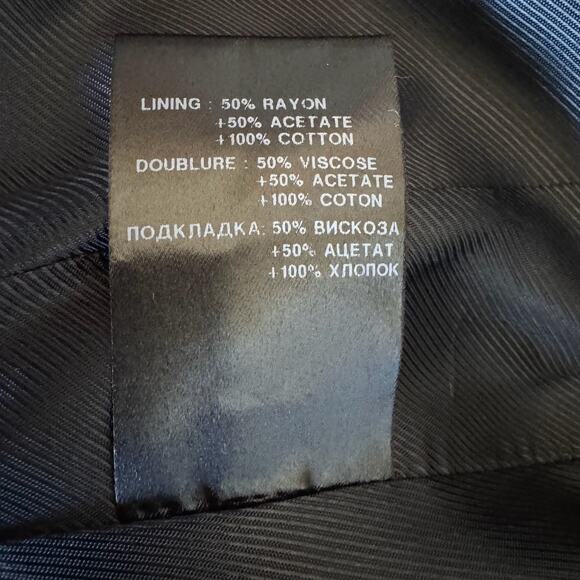 LINING : 50% RAYON
+50% ACETATE
+100% COTTON
DOUBLURE : 50% VISCOSE
+50% ACETATE
+100% COTON
ПОДКЛАДКА: 50% ВИСКОЗА
+50% АЦЕТАТ
+100% ХЛОПОК